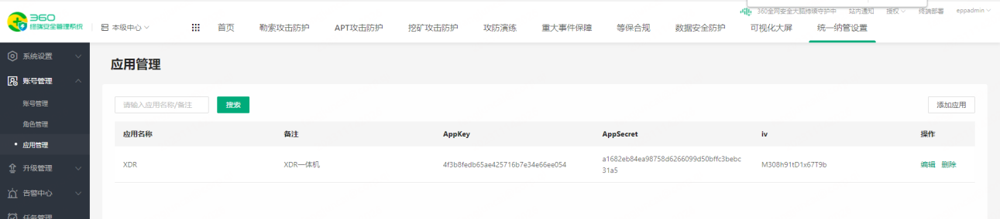 360全网安全大脑持续守护中 站内通知 授权 终端部署 eppadmin
360
终端安全管理系统
本级中心
首页 勒索攻击防护 APT攻击防护 挖矿攻击防护 攻防演练 重大事件保障 等保合规 数据安全防护 可视化大屏 统一纳管设置
系统设置
账号管理
账号管理
角色管理
应用管理
升级管理
告警中心
任务管理
应用管理
请输入应用名称/备注 搜索 添加应用
应用名称 备注 AppKey AppSecret iv 操作
XDR XDR一体机 4f3b8fedb65ae425716b7e34e66ee054 a1682eb84ea98758d6266099d50bffc3bebc M308h91tD1x67T9b 编辑 删除
31a5